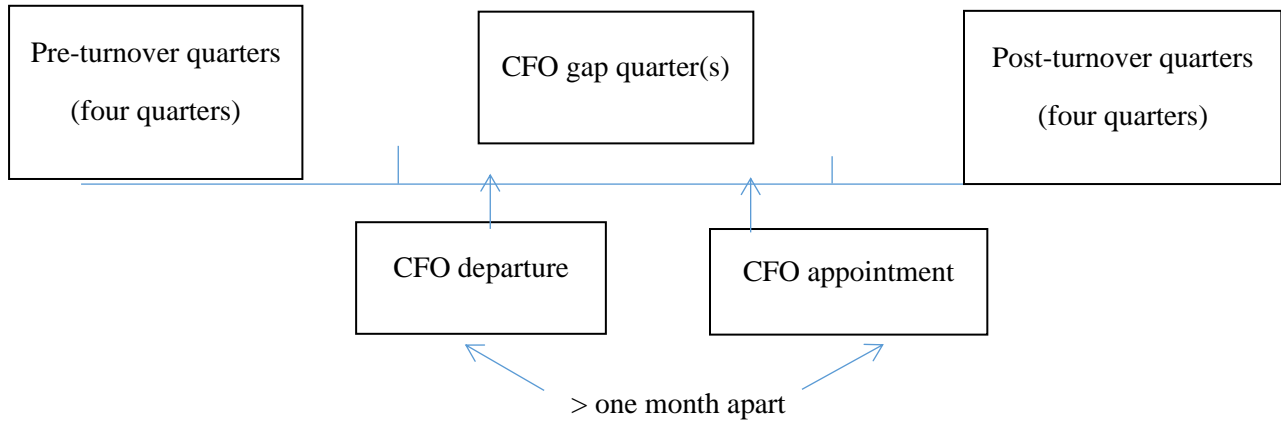 Pre-turnover quarters
(four quarters)
CFO gap quarter(s)
Post-turnover quarters
(four quarters)
CFO departure
CFO appointment
> one month apart